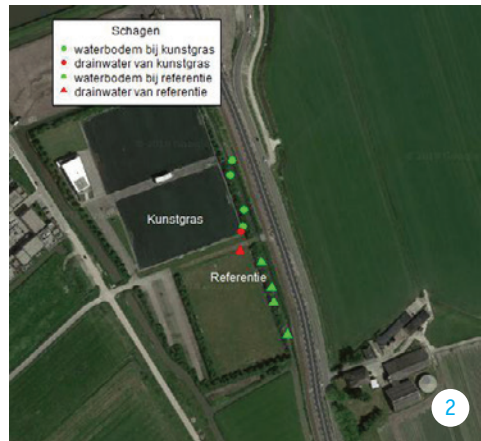 Schagen
waterbodem bij kunstgras
drainwater van kunstgras
waterbodem bij referentie
drainwater van referentie
Kunstgras
Referentie
2